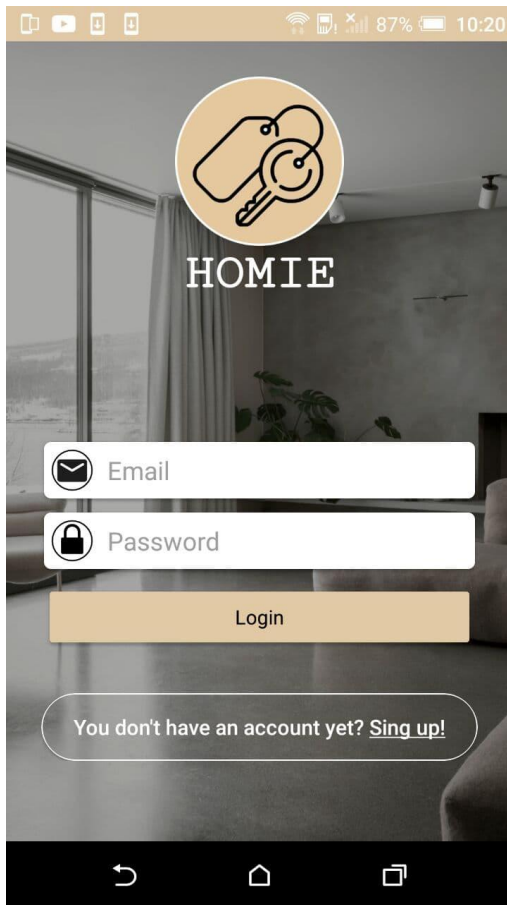 87% 10:20
HOMIE
Email
Password
Login
You don't have an account yet? Sing up!